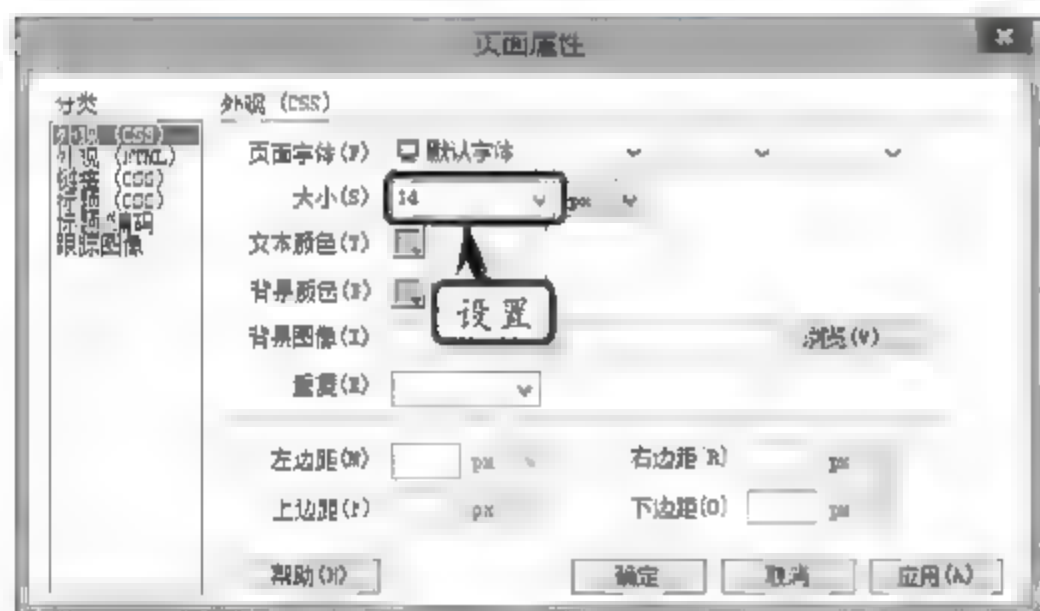 页面属性
分类
外观 (CSS)
外观 (CSS)
外观 (HTML)
链接 (CSS)
标题 (CSS)
跟踪图像
页面字体(F) 默认字体
大小(S) 14 px
文本颜色(T)
背景颜色(B)
设置
背景图像(I) 浏览(W)
重复(E)
左边距(M) px 右边距(R) px
上边距(P) px 下边距(O) px
帮助(H) 确定 取消 应用(A)